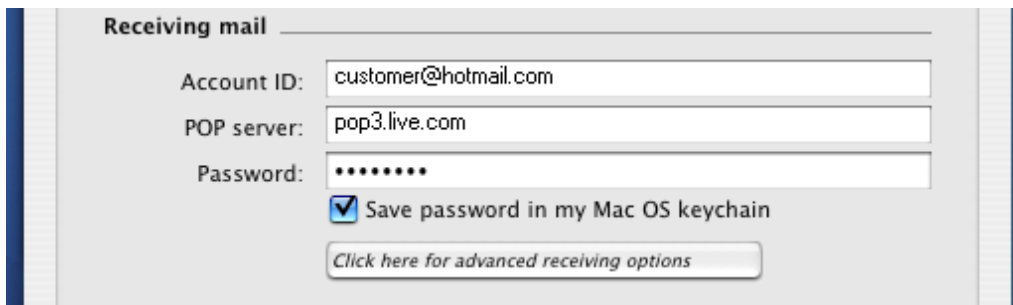 Receiving mail
Account ID: customer@hotmail.com
POP server: pop3.live.com
Password: ••••••••
Save password in my Mac OS keychain
Click here for advanced receiving options